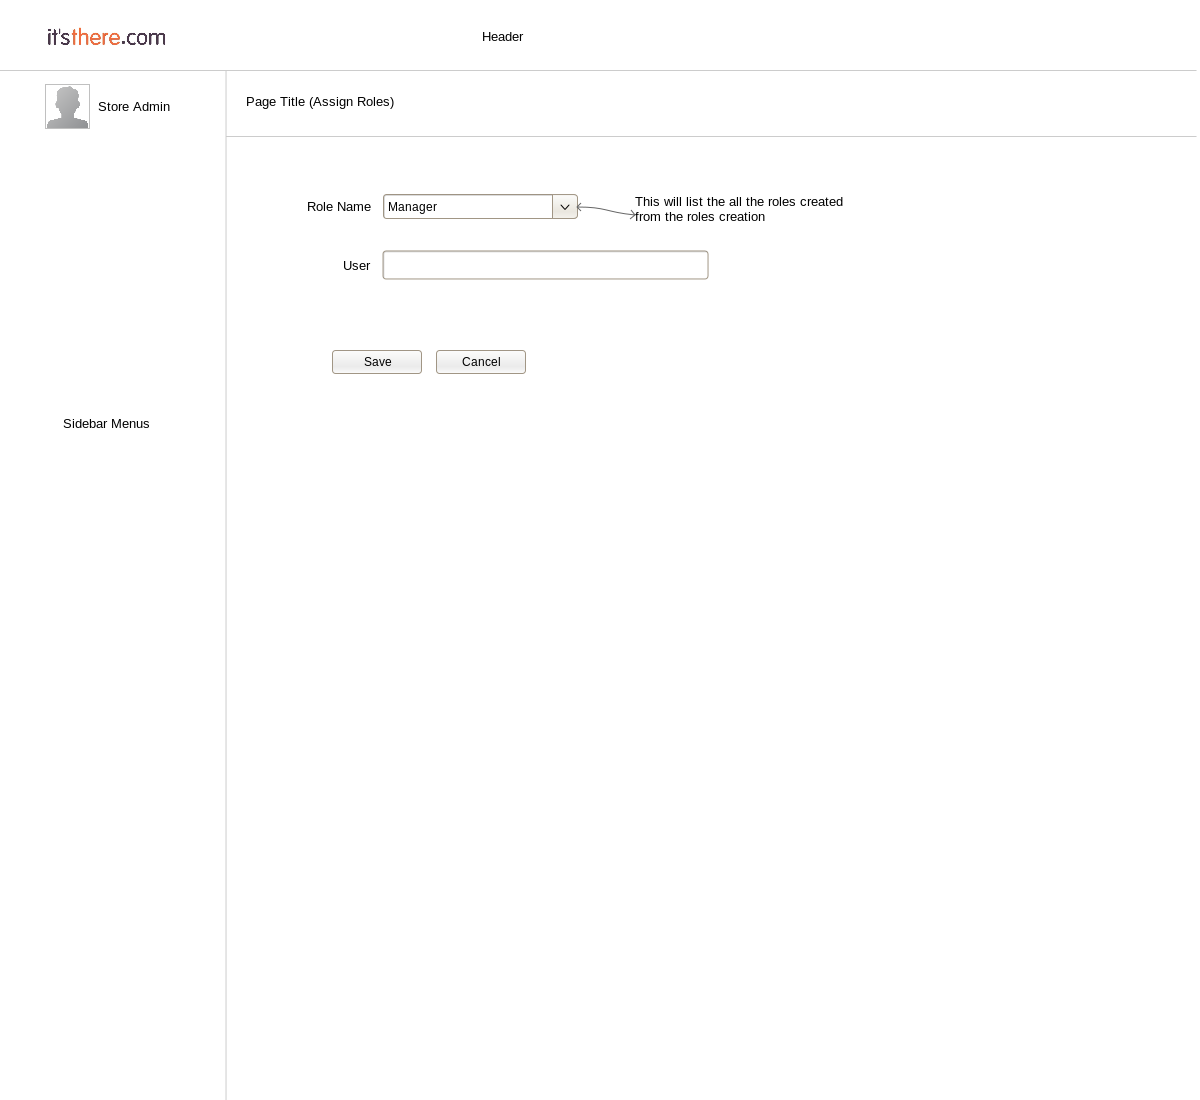 it'sthere.com
Header
Store Admin
Page Title (Assign Roles)
Role Name
Manager
This will list the all the roles created
from the roles creation
User
Save
Cancel
Sidebar Menus